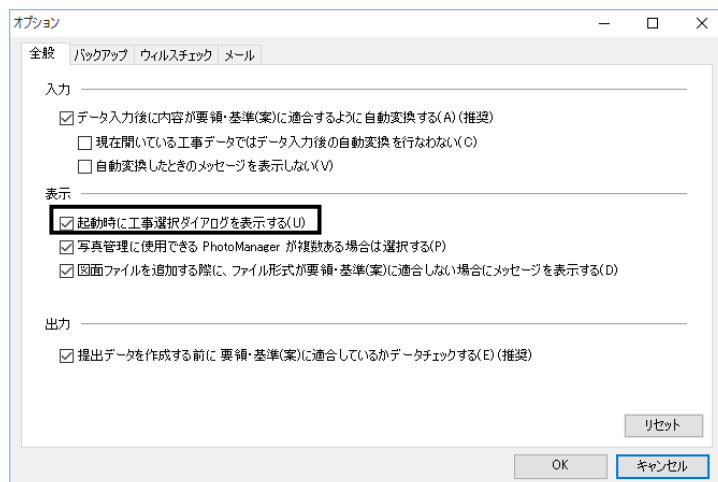 オプション
全般 バックアップ ウィルスチェック メール
入力
データ入力後に内容が要領・基準(案)に適合するように自動変換する(A)(推奨)
現在開いている工事データではデータ入力後の自動変換を行なわない(C)
自動変換したときのメッセージを表示しない(V)
表示
起動時に工事選択ダイアログを表示する(U)
写真管理に使用できる PhotoManager が複数ある場合は選択する(P)
図面ファイルを追加する際に、ファイル形式が要領・基準(案)に適合しない場合にメッセージを表示する(D)
出力
提出データを作成する前に要領・基準(案)に適合しているかデータチェックする(E)(推奨)
リセット
OK キャンセル